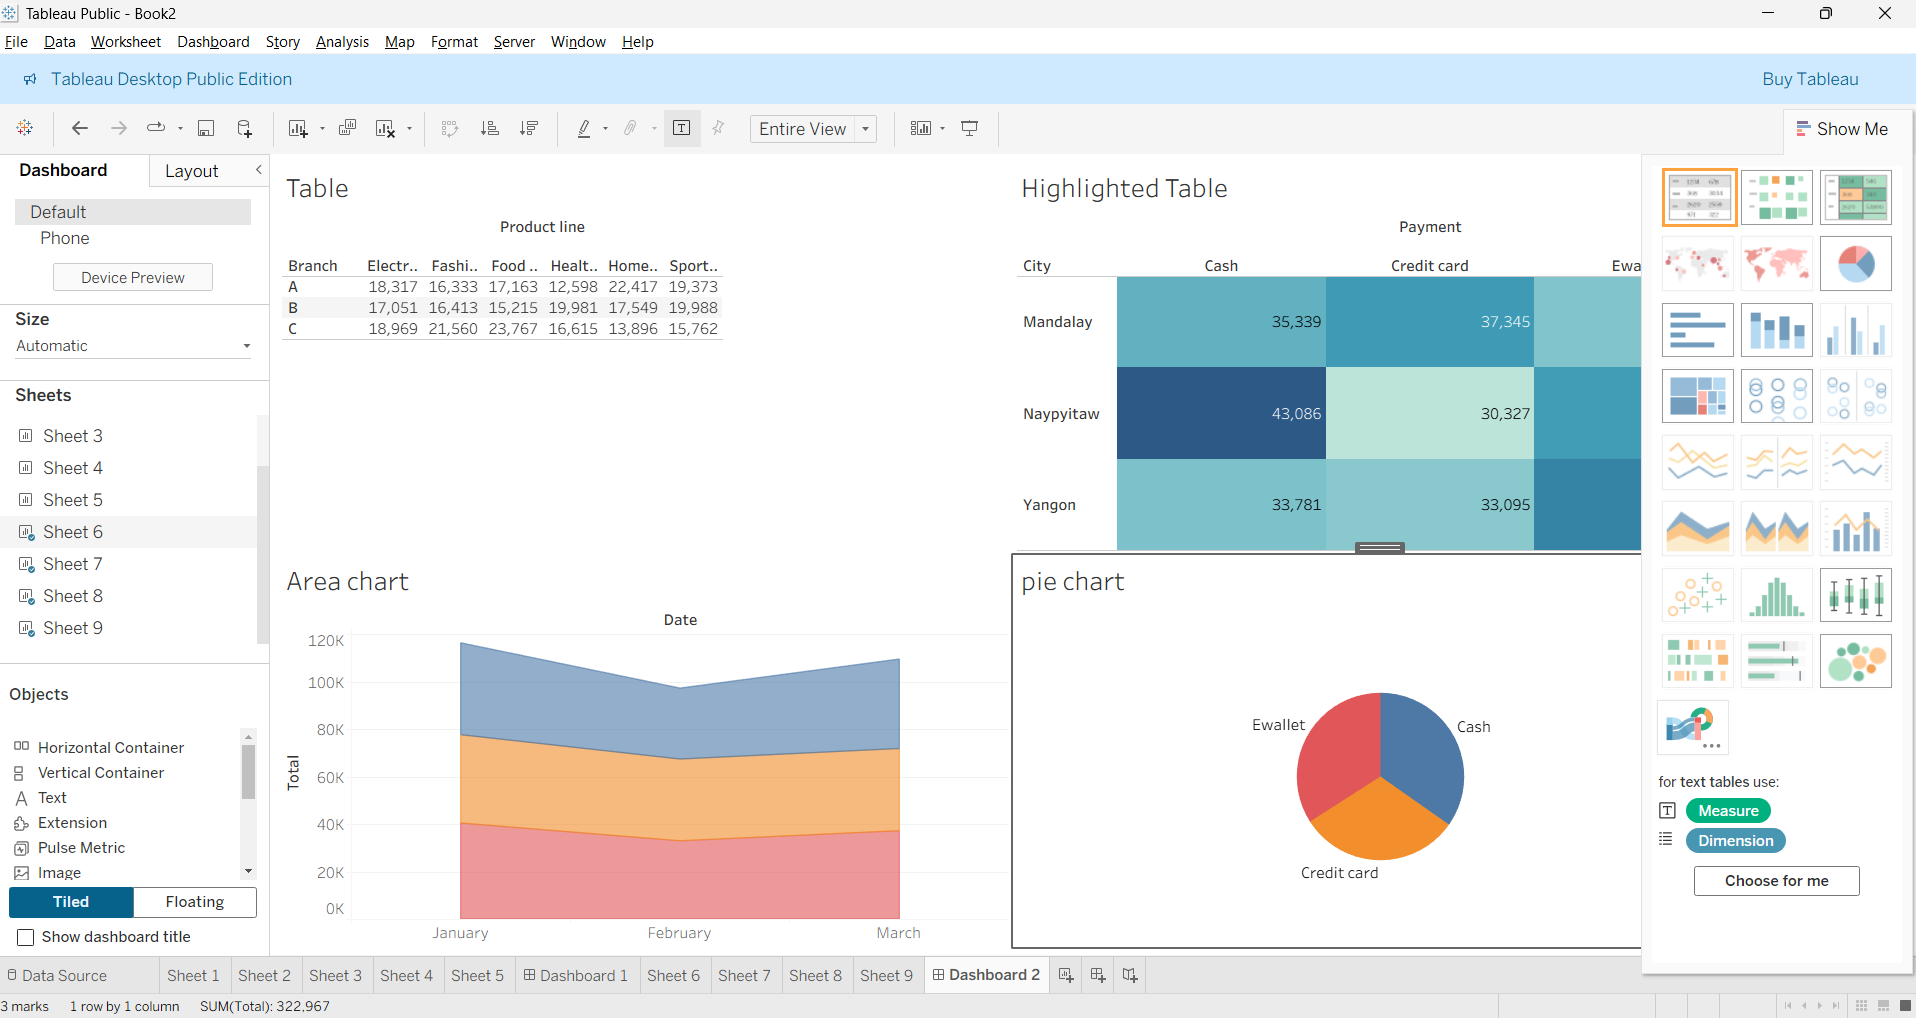 Tableau Public - Book2
File Data Worksheet Dashboard Story Analysis Map Format Server Window Help
Tableau Desktop Public Edition
Buy Tableau
Entire View
Show Me
Dashboard
Layout
Default
Phone
Device Preview
Size
Automatic
Sheets
Sheet 3
Sheet 4
Sheet 5
Sheet 6
Sheet 7
Sheet 8
Sheet 9
Objects
Horizontal Container
Vertical Container
Text
Extension
Pulse Metric
Image
Tiled
Floating
Show dashboard title
Table
Product line
Branch Electr.. Fashi.. Food .. Healt.. Home.. Sport..
A 18,317 16,333 17,163 12,598 22,417 19,373
B 17,051 16,413 15,215 19,981 17,549 19,988
C 18,969 21,560 23,767 16,615 13,896 15,762
Highlighted Table
Payment
City Cash Credit card Ewa
Mandalay 35,339 37,345
Naypyitaw 43,086 30,327
Yangon 33,781 33,095
Area chart
Date
120K
100K
80K
60K
40K
20K
0K
Total
January February March
pie chart
Ewallet
Cash
Credit card
for text tables use:
Measure
Dimension
Choose for me
Data Source Sheet 1 Sheet 2 Sheet 3 Sheet 4 Sheet 5 Dashboard 1 Sheet 6 Sheet 7 Sheet 8 Sheet 9 Dashboard 2
3 marks 1 row by 1 column SUM(Total): 322,967